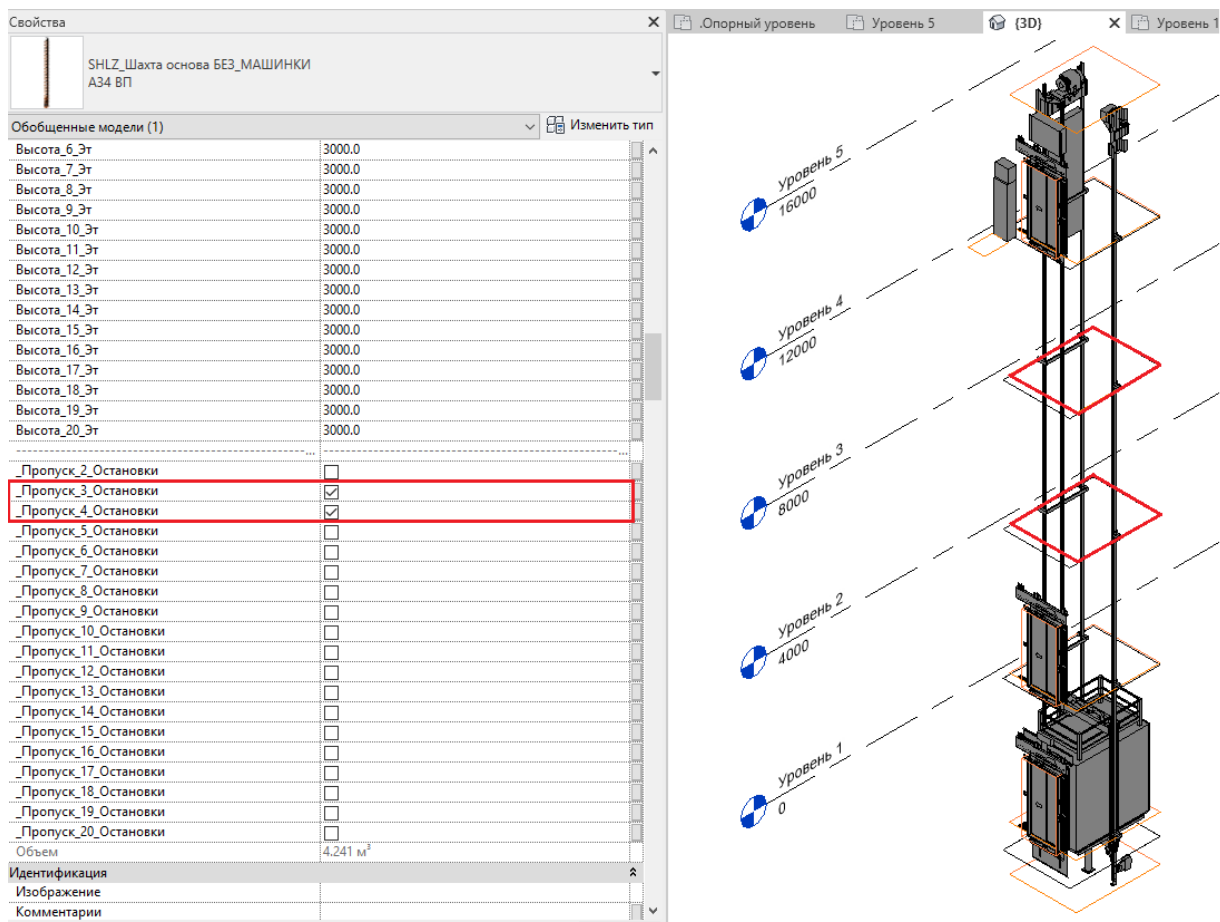 Свойства
SHLZ_Шахта основа БЕЗ_МАШИНКИ
А34 ВП
Обобщенные модели (1)
Изменить тип
Высота_6_Эт 3000.0
Высота_7_Эт 3000.0
Высота_8_Эт 3000.0
Высота_9_Эт 3000.0
Высота_10_Эт 3000.0
Высота_11_Эт 3000.0
Высота_12_Эт 3000.0
Высота_13_Эт 3000.0
Высота_14_Эт 3000.0
Высота_15_Эт 3000.0
Высота_16_Эт 3000.0
Высота_17_Эт 3000.0
Высота_18_Эт 3000.0
Высота_19_Эт 3000.0
Высота_20_Эт 3000.0
_Пропуск_2_Остановки
_Пропуск_3_Остановки
_Пропуск_4_Остановки
_Пропуск_5_Остановки
_Пропуск_6_Остановки
_Пропуск_7_Остановки
_Пропуск_8_Остановки
_Пропуск_9_Остановки
_Пропуск_10_Остановки
_Пропуск_11_Остановки
_Пропуск_12_Остановки
_Пропуск_13_Остановки
_Пропуск_14_Остановки
_Пропуск_15_Остановки
_Пропуск_16_Остановки
_Пропуск_17_Остановки
_Пропуск_18_Остановки
_Пропуск_19_Остановки
_Пропуск_20_Остановки
Объем 4.241 м³
Идентификация
Изображение
Комментарии
.Опорный уровень
Уровень 5
{3D}
Уровень 1
Уровень 5
16000
Уровень 4
12000
Уровень 3
8000
Уровень 2
4000
Уровень 1
0